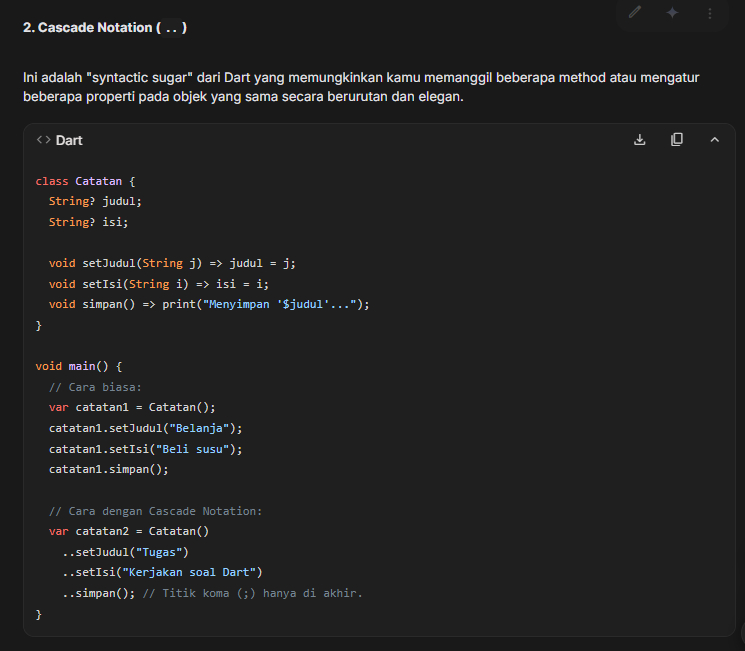 2. Cascade Notation ( .. )
Ini adalah "syntactic sugar" dari Dart yang memungkinkan kamu memanggil beberapa method atau mengatur
beberapa properti pada objek yang sama secara berurutan dan elegan.
<> Dart
class Catatan {
  String? judul;
  String? isi;

  void setJudul(String j) => judul = j;
  void setIsi(String i) => isi = i;
  void simpan() => print("Menyimpan '$judul'...");
}

void main() {
  // Cara biasa:
  var catatan1 = Catatan();
  catatan1.setJudul("Belanja");
  catatan1.setIsi("Beli susu");
  catatan1.simpan();

  // Cara dengan Cascade Notation:
  var catatan2 = Catatan()
    ..setJudul("Tugas")
    ..setIsi("Kerjakan soal Dart")
    ..simpan(); // Titik koma (;) hanya di akhir.
}